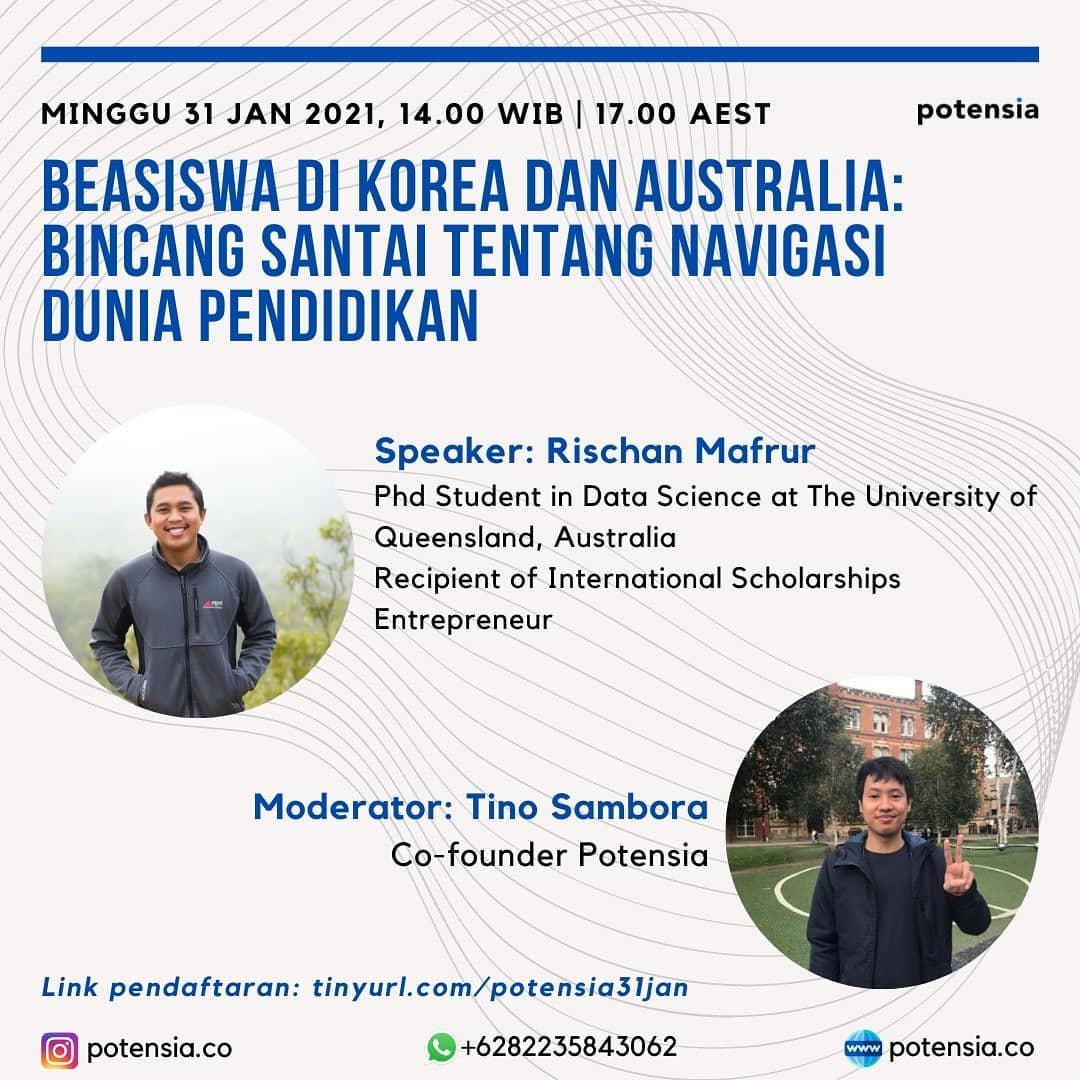 MINGGU 31 JAN 2021, 14.00 WIB | 17.00 AEST
potensia
BEASISWA DI KOREA DAN AUSTRALIA:
BINCANG SANTAI TENTANG NAVIGASI
DUNIA PENDIDIKAN
Speaker: Rischan Mafrur
Phd Student in Data Science at The University of
Queensland, Australia
Recipient of International Scholarships
Entrepreneur
Moderator: Tino Sambora
Co-founder Potensia
Link pendaftaran: tinyurl.com/potensia31jan
potensia.co
+6282235843062
www potensia.co